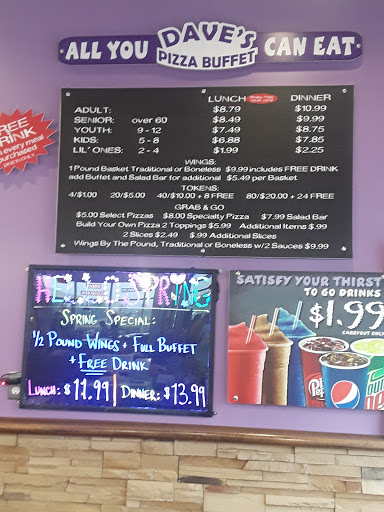 ALL YOU DAVE'S PIZZA BUFFET CAN EAT
FREE
DRINK
every meal
purchased
LUNCH DINNER
ADULT: $8.79 $10.99
SENIOR: over 60 $8.49 $9.99
YOUTH: 9 - 12 $7.49 $8.75
KIDS: 5 - 8 $6.88 $7.85
LIL' ONES: 2 - 4 $1.99 $2.25
WINGS:
1 Pound Basket Traditional or Boneless $9.99 includes FREE DRINK
add Buffet and Salad Bar for additional $5.49 per Basket
TOKENS:
4/$1.00 20/$5.00 40/$10.00 + 8 FREE 80/$20.00 + 24 FREE
GRAB & GO
$5.00 Select Pizzas $8.00 Specialty Pizza $7.99 Salad Bar
Build Your Own Pizza 2 Toppings $5.99 Additional Items $.99
2 Slices $2.49 $.99 Additional Slices
Wings By The Pound, Traditional or Boneless w/2 Sauces $9.99
SPRING SPECIAL:
1/2 POUND WINGS + FULL BUFFET
+ FREE DRINK
LUNCH: $11.99 DINNER: $13.99
SATISFY YOUR THIRST
TO GO DRINKS
$1.99
CARRYOUT ONLY